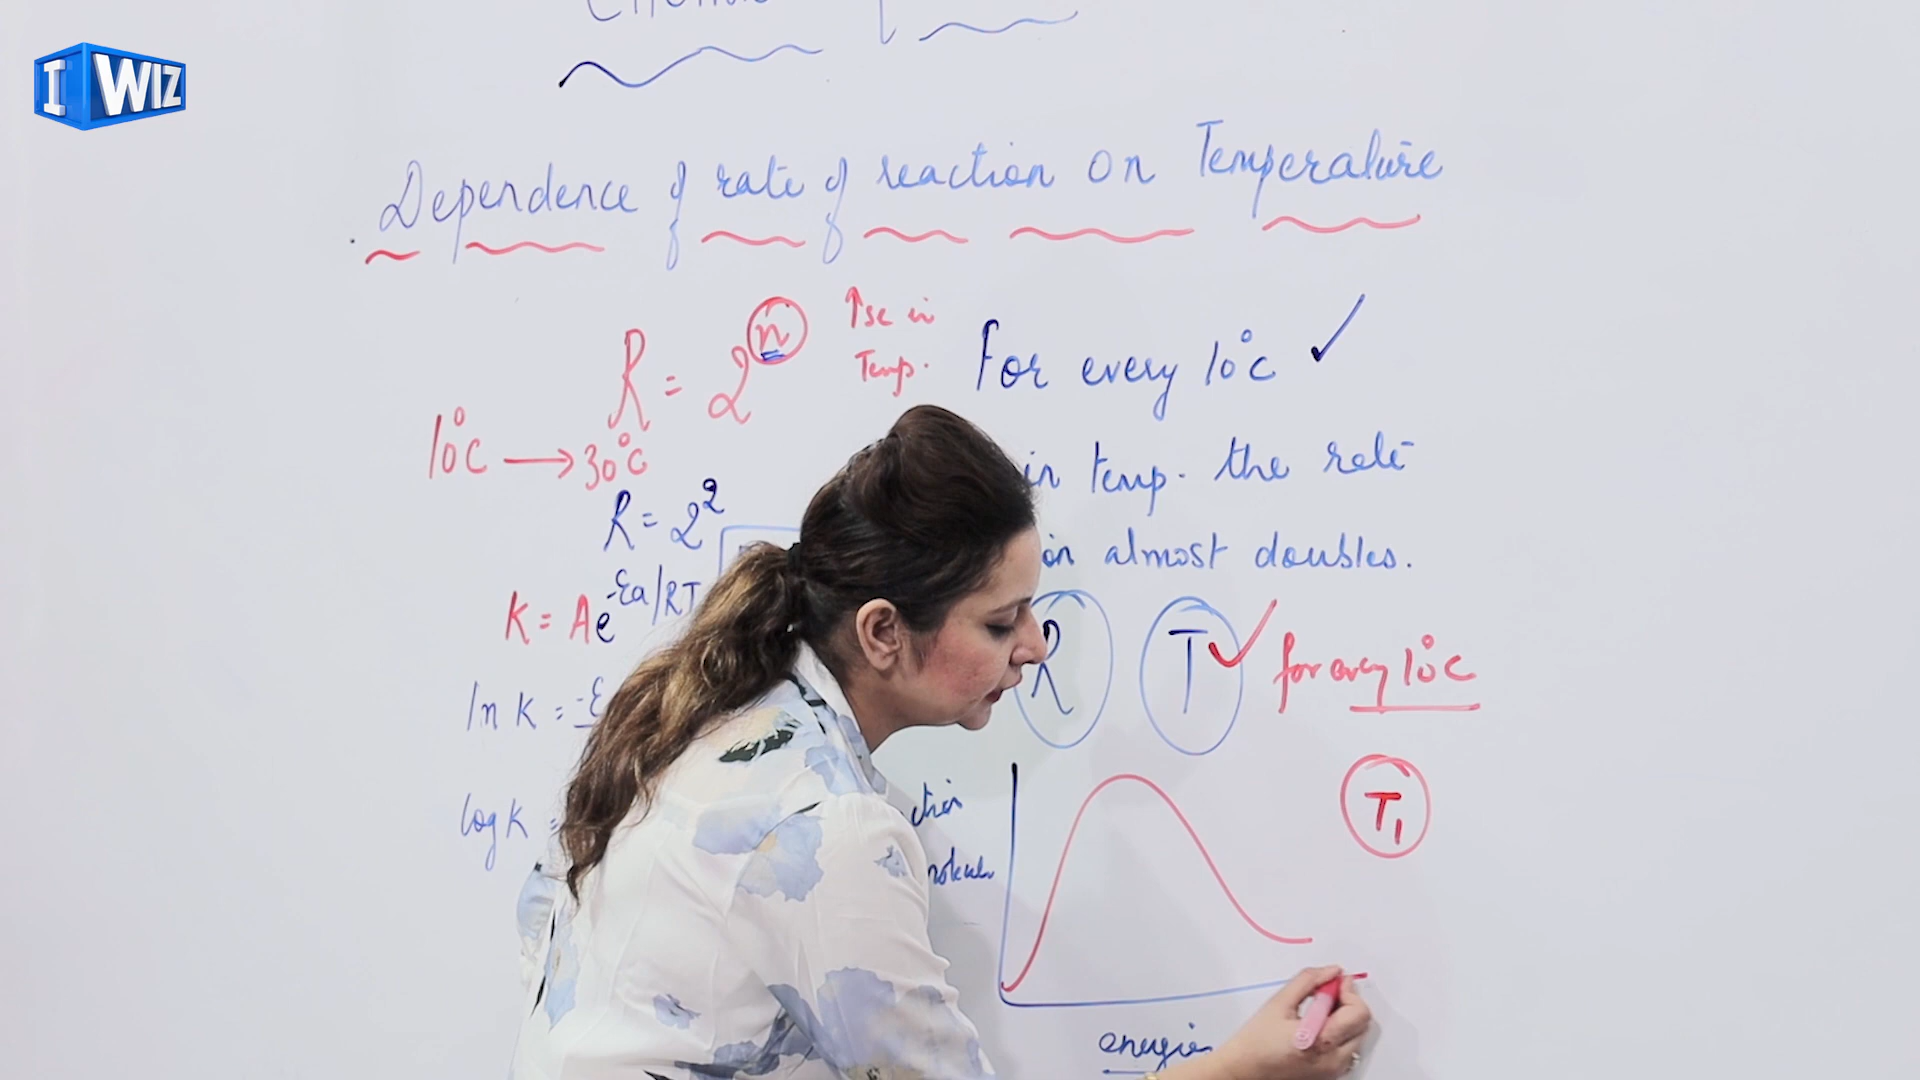 I WIZ
Dependence of rate of reaction on Temperature
R = 2^n ↑se in Temp.
For every 10°C ✓
10°C → 30°C
in temp. the rate
R = 2^2
on almost doubles.
K = Ae^-Ea/RT
R T ✓ for every 10°C
ln K = -E
T1
log K =
energies